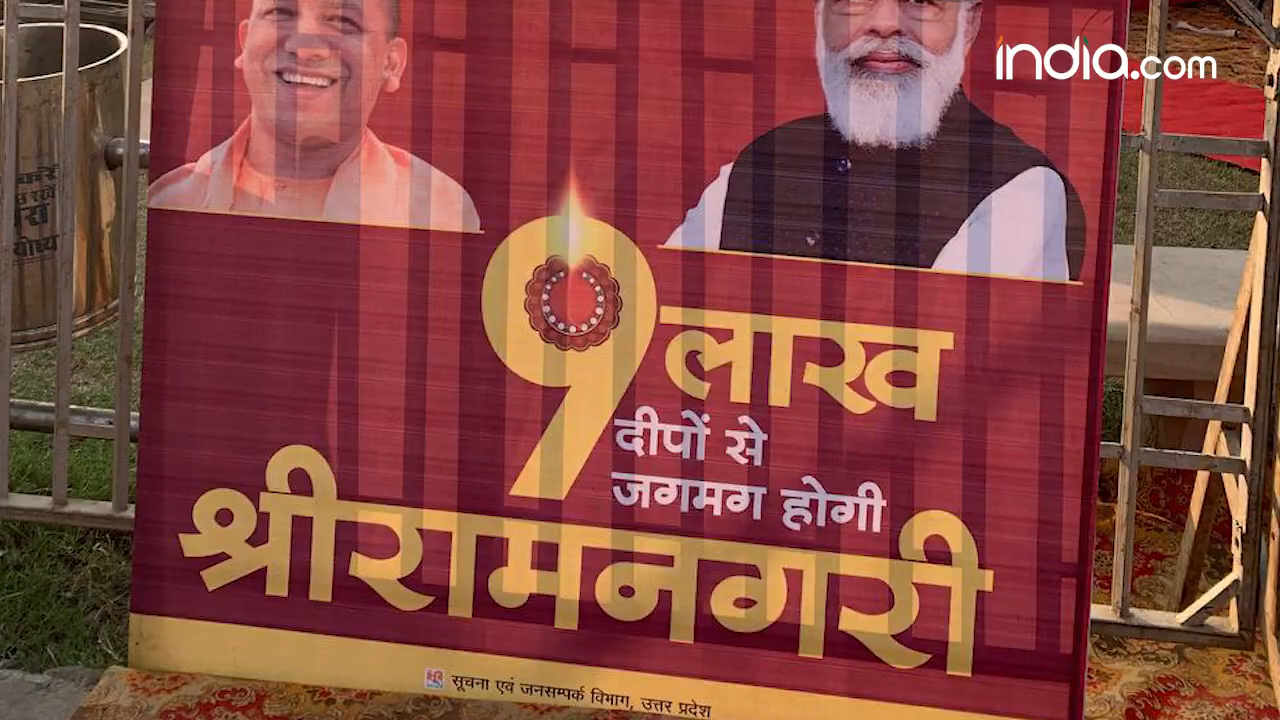 india.com
9 लाख
दीपों से
जगमग होगी
श्रीरामनगरी
सूचना एवं जनसम्पर्क विभाग, उत्तर प्रदेश